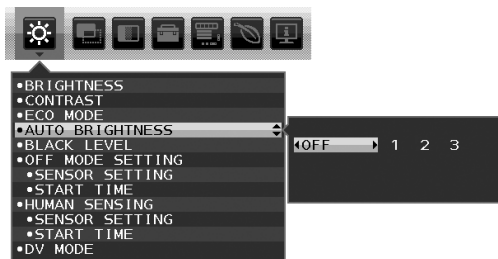 •BRIGHTNESS
•CONTRAST
•ECO MODE
•AUTO BRIGHTNESS
OFF 1 2 3
•BLACK LEVEL
•OFF MODE SETTING
•SENSOR SETTING
•START TIME
•HUMAN SENSING
•SENSOR SETTING
•START TIME
•DV MODE